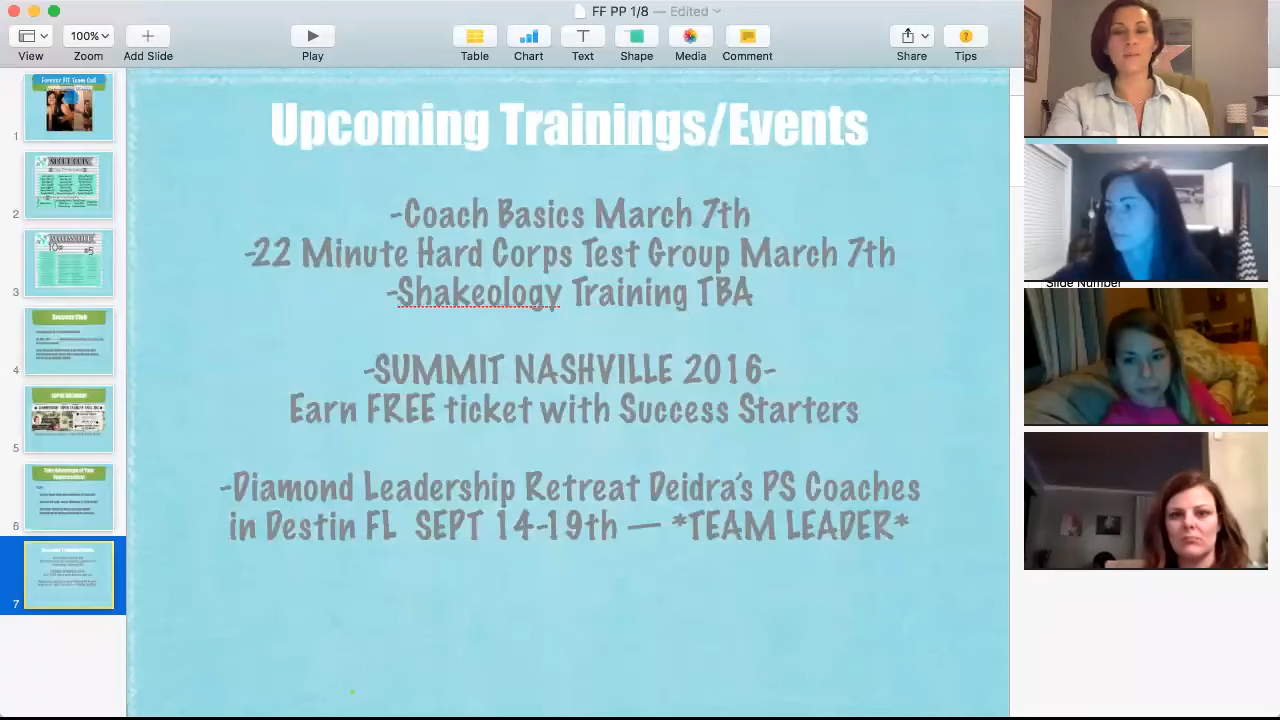 FF PP 1/8 — Edited
View
100%
Zoom
Add Slide
Play
Table
Chart
Text
Shape
Media
Comment
Share
Tips
Upcoming Trainings/Events
-Coach Basics March 7th
-22 Minute Hard Corps Test Group March 7th
-Shakeology Training TBA
-SUMMIT NASHVILLE 2016-
Earn FREE ticket with Success Starters
-Diamond Leadership Retreat Deidra's PS Coaches
in Destin FL SEPT 14-19th — *TEAM LEADER*
1
2
3
Success Club
4
5
6
7
Slide Number